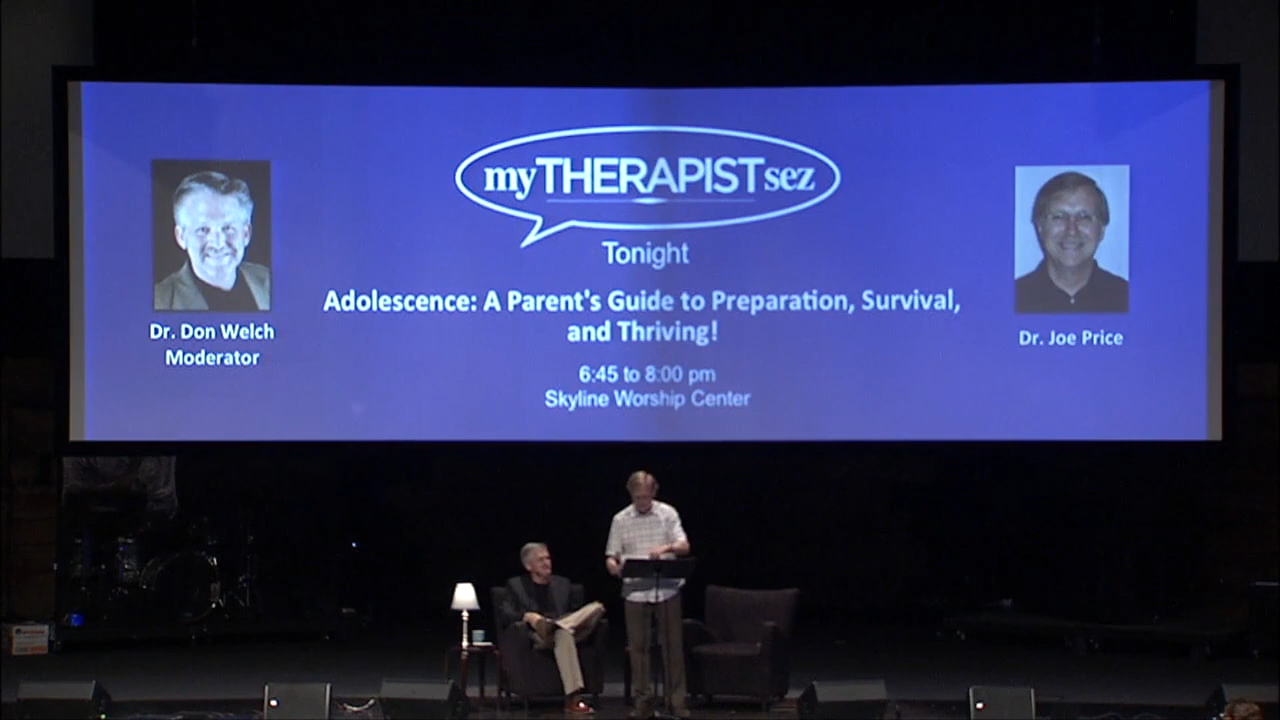 myTHERAPISTsez
Tonight
Adolescence: A Parent's Guide to Preparation, Survival,
and Thriving!
6:45 to 8:00 pm
Skyline Worship Center
Dr. Don Welch
Moderator
Dr. Joe Price